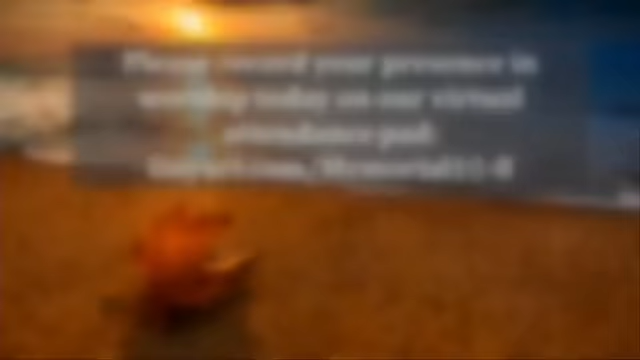 Please record your presence in
worship today on our virtual
attendance pad: